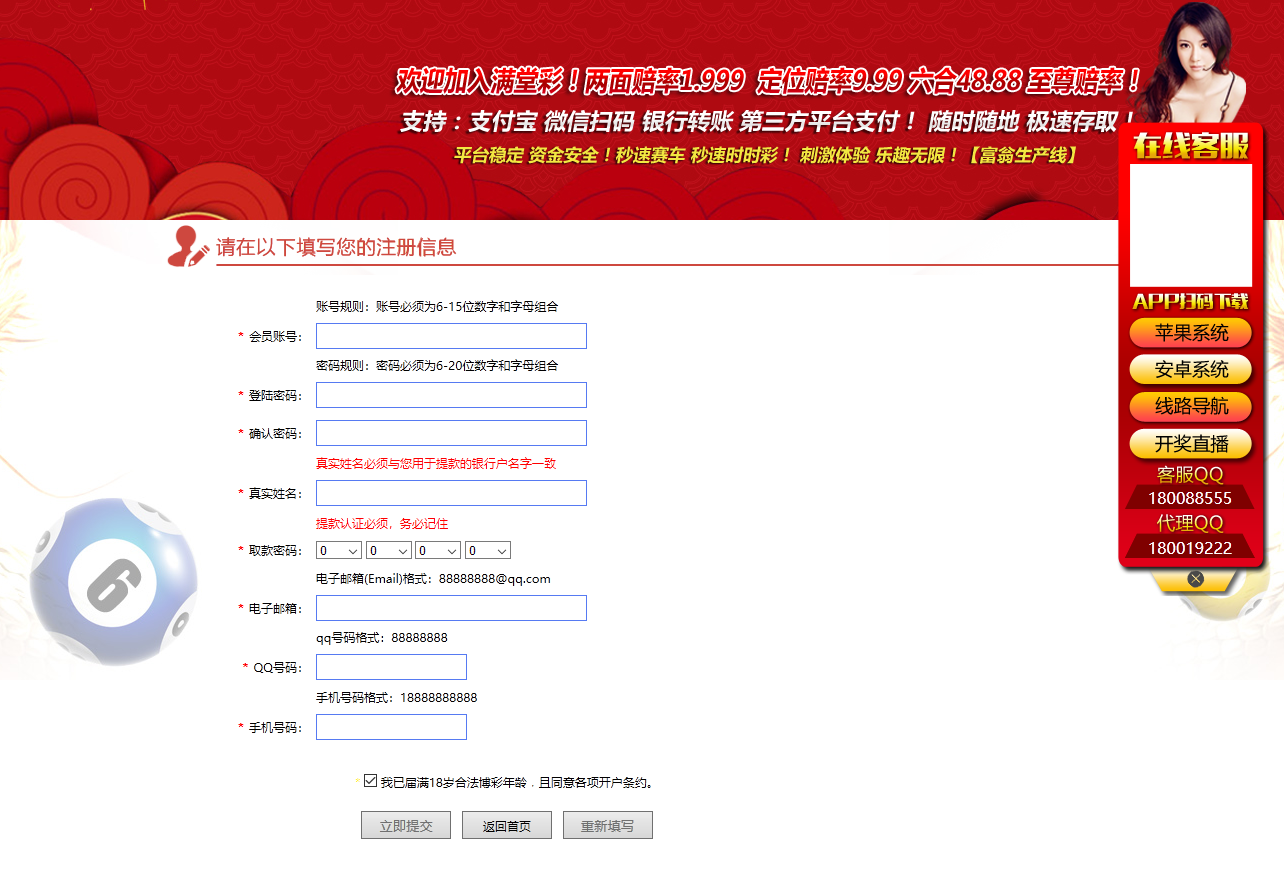 欢迎加入满堂彩！两面赔率1.999 定位赔率9.99 六合48.88 至尊赔率！
支持：支付宝 微信扫码 银行转账 第三方平台支付！ 随时随地 极速存取！
平台稳定 资金安全！秒速赛车 秒速时时彩！ 刺激体验 乐趣无限！【富翁生产线】
在线客服
APP扫码下载
苹果系统
安卓系统
线路导航
开奖直播
客服QQ
180088555
代理QQ
180019222
请在以下填写您的注册信息
账号规则：账号必须为6-15位数字和字母组合
* 会员账号：
密码规则：密码必须为6-20位数字和字母组合
* 登陆密码：
* 确认密码：
真实姓名必须与您用于提款的银行户名字一致
* 真实姓名：
提款认证必须，务必记住
* 取款密码： 0 0 0 0
电子邮箱(Email)格式：88888888@qq.com
* 电子邮箱：
qq号码格式：88888888
* QQ号码：
手机号码格式：18888888888
* 手机号码：
* 我已届满18岁合法博彩年龄﹐且同意各项开户条约。
立即提交 返回首页 重新填写
6